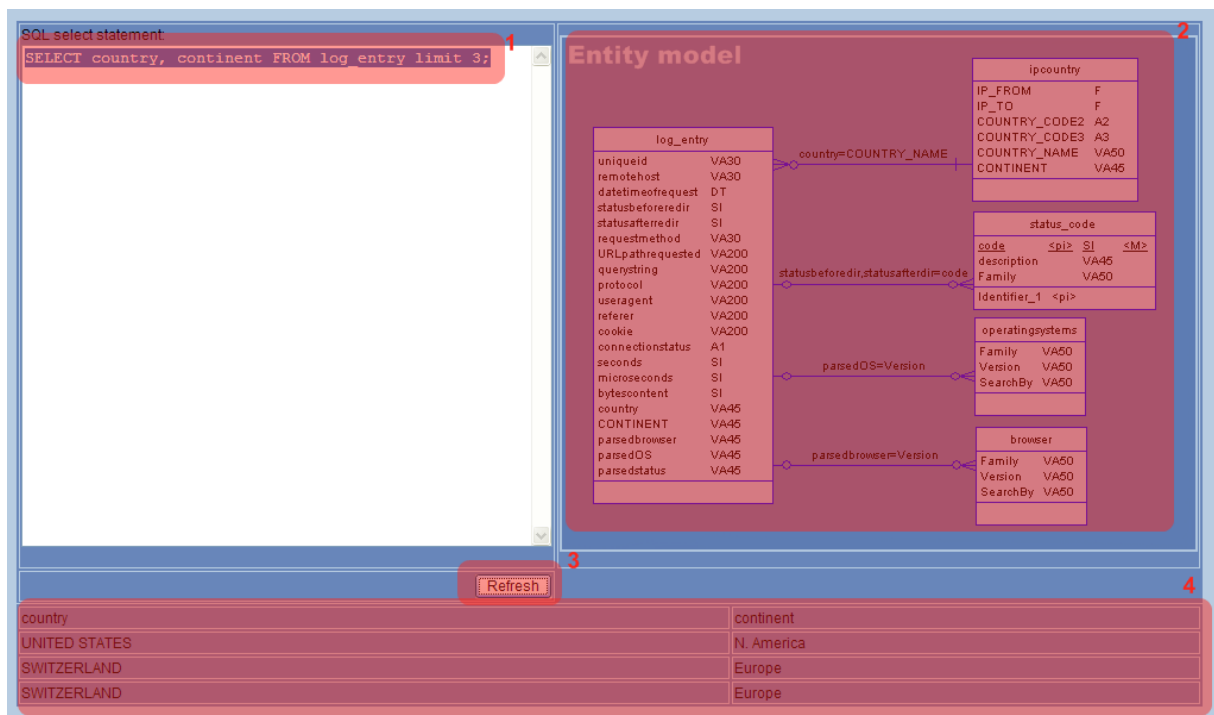 SQL select statement:
1
SELECT country, continent FROM log_entry limit 3;
2
Entity model
log_entry
uniqueid VA30
remotehost VA30
datetimeofrequest DT
statusbeforeredir SI
statusafterredir SI
requestmethod VA30
URLpathrequested VA200
querystring VA200
protocol VA200
useragent VA200
referer VA200
cookie VA200
connectionstatus A1
seconds SI
microseconds SI
bytescontent SI
country VA45
CONTINENT VA45
parsedbrowser VA45
parsedOS VA45
parsedstatus VA45
country=COUNTRY_NAME
statusbeforedir,statusafterdir=code
parsedOS=Version
parsedbrowser=Version
ipcountry
IP_FROM F
IP_TO F
COUNTRY_CODE2 A2
COUNTRY_CODE3 A3
COUNTRY_NAME VA50
CONTINENT VA45
status_code
code <pi> SI <M>
description VA45
Family VA50
Identifier_1 <pi>
operatingsystems
Family VA50
Version VA50
SearchBy VA50
browser
Family VA50
Version VA50
SearchBy VA50
3
Refresh
4
country continent
UNITED STATES N. America
SWITZERLAND Europe
SWITZERLAND Europe